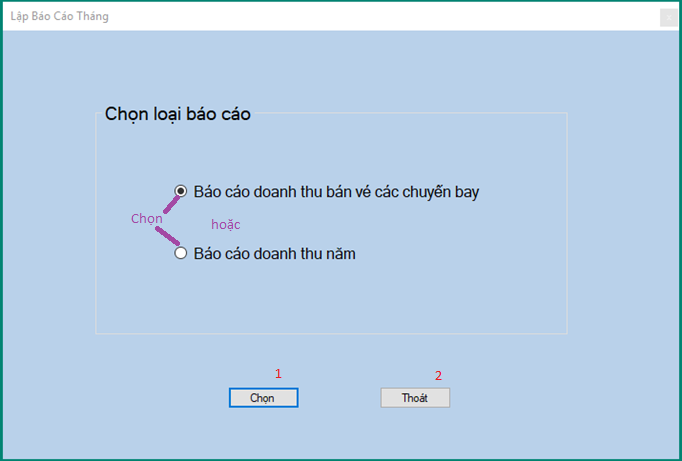 Lập Báo Cáo Tháng
x
Chọn loại báo cáo
Báo cáo doanh thu bán vé các chuyến bay
Chọn
hoặc
Báo cáo doanh thu năm
1
2
Chọn
Thoát